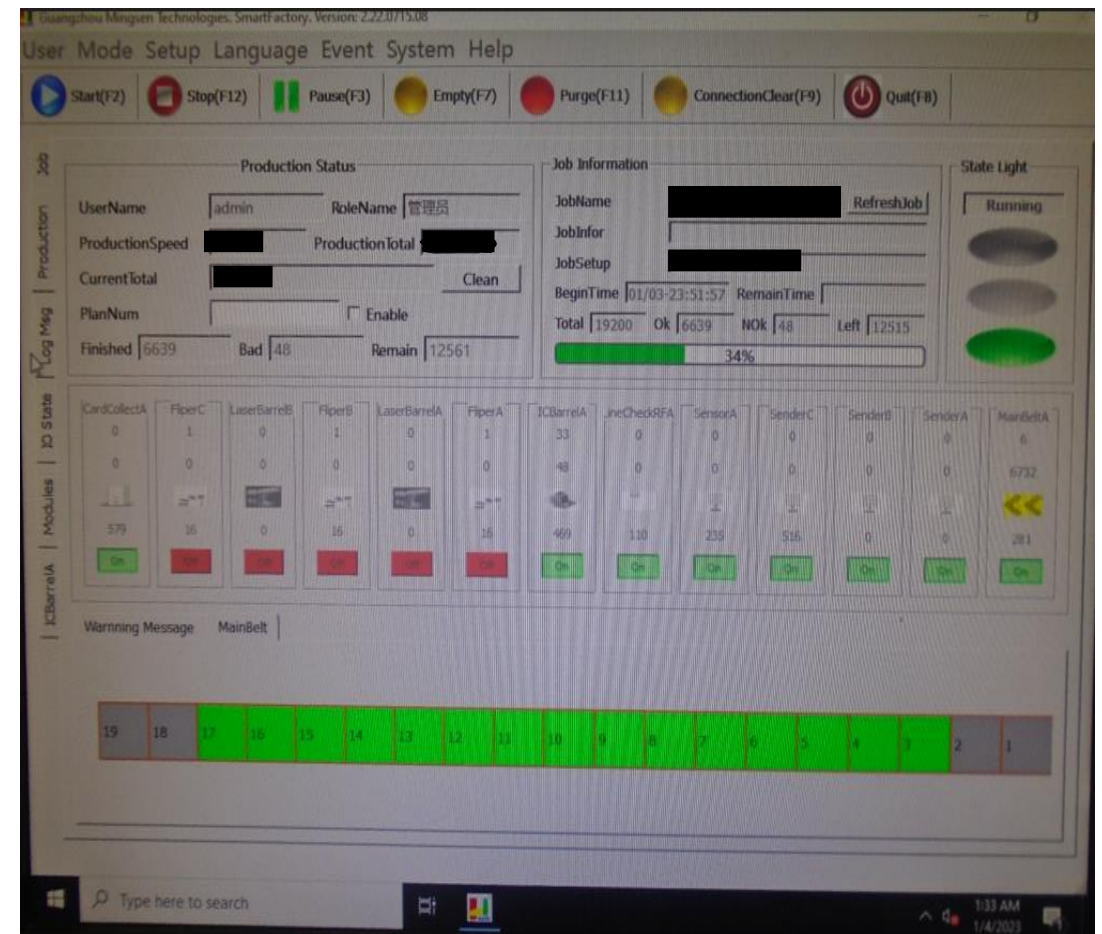 Guangzhou Mingsen Technologies. SmartFactory. Version: 2.22.0715.08
User Mode Setup Language Event System Help
Start(F2) Stop(F12) Pause(F3) Empty(F7) Purge(F11) ConnectionClear(F9) Quit(F8)
Job
Production
Log Msg
IO State
Modules
ICBarrelA
Production Status
UserName admin RoleName 管理员
ProductionSpeed ProductionTotal
CurrentTotal Clean
PlanNum Enable
Finished 6639 Bad 48 Remain 12561
Job Information
JobName RefreshJob
JobInfor
JobSetup
BeginTime 01/03-23:51:57 RemainTime
Total 19200 Ok 6639 NOk 48 Left 12515
34%
State Light
Running
CardCollectA FliperC LaserBarrelB FliperB LaserBarrelA FliperA ICBarrelA ineCheckRFA SensorA SenderC SenderB SenderA MainBeltA
0 1 0 1 0 1 33 0 0 0 0 0 6
0 0 0 0 0 0 48 0 0 0 0 0 6732
579 16 0 16 0 16 469 110 235 516 0 0 281
On Off Off Off Off Off On On On On On On On
Warnning Message MainBelt
19 18 17 16 15 14 13 12 11 10 9 8 7 6 5 4 3 2 1
Type here to search
1:33 AM
1/4/2023